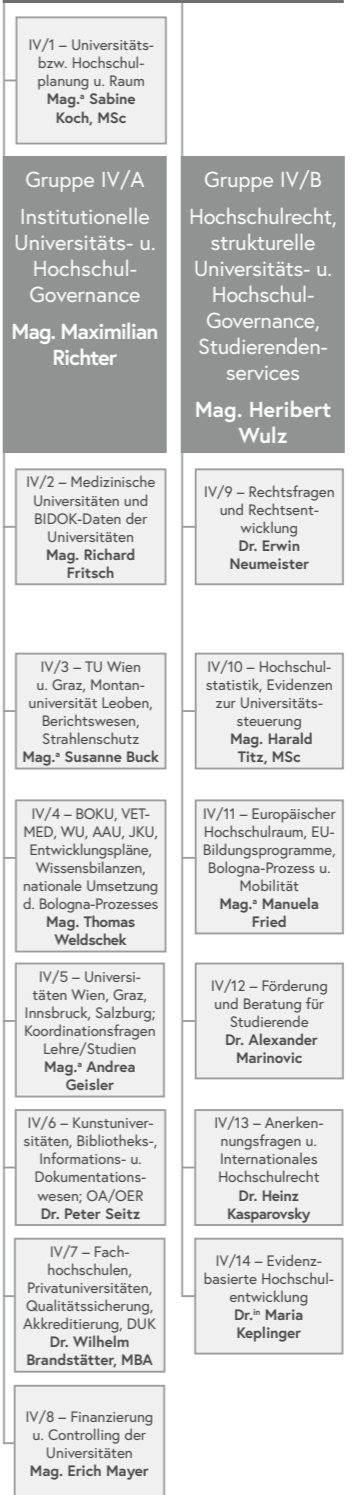 IV/1 – Universitäts-
bzw. Hochschul-
planung u. Raum
Mag.ª Sabine
Koch, MSc
Gruppe IV/A
Institutionelle
Universitäts- u.
Hochschul-
Governance
Mag. Maximilian
Richter
IV/2 – Medizinische
Universitäten und
BIDOK-Daten der
Universitäten
Mag. Richard
Fritsch
IV/3 – TU Wien
u. Graz, Montan-
universität Leoben,
Berichtswesen,
Strahlenschutz
Mag.ª Susanne Buck
IV/4 – BOKU, VET-
MED, WU, AAU, JKU,
Entwicklungspläne,
Wissensbilanzen,
nationale Umsetzung
d. Bologna-Prozesses
Mag. Thomas
Weldschek
IV/5 – Universi-
täten Wien, Graz,
Innsbruck, Salzburg;
Koordinationsfragen
Lehre/Studien
Mag.ª Andrea
Geisler
IV/6 – Kunstuniver-
sitäten, Bibliotheks-,
Informations- u.
Dokumentations-
wesen; OA/OER
Dr. Peter Seitz
IV/7 – Fach-
hochschulen,
Privatuniversitäten,
Qualitätssicherung,
Akkreditierung, DUK
Dr. Wilhelm
Brandstätter, MBA
IV/8 – Finanzierung
u. Controlling der
Universitäten
Mag. Erich Mayer
Gruppe IV/B
Hochschulrecht,
strukturelle
Universitäts- u.
Hochschul-
Governance,
Studierenden-
services
Mag. Heribert
Wulz
IV/9 – Rechtsfragen
und Rechtsent-
wicklung
Dr. Erwin
Neumeister
IV/10 – Hochschul-
statistik, Evidenzen
zur Universitäts-
steuerung
Mag. Harald
Titz, MSc
IV/11 – Europäischer
Hochschulraum, EU-
Bildungsprogramme,
Bologna-Prozess u.
Mobilität
Mag.ª Manuela
Fried
IV/12 – Förderung
und Beratung für
Studierende
Dr. Alexander
Marinovic
IV/13 – Anerken-
nungsfragen u.
Internationales
Hochschulrecht
Dr. Heinz
Kasparovsky
IV/14 – Evidenz-
basierte Hochschul-
entwicklung
Dr.ⁱⁿ Maria
Keplinger